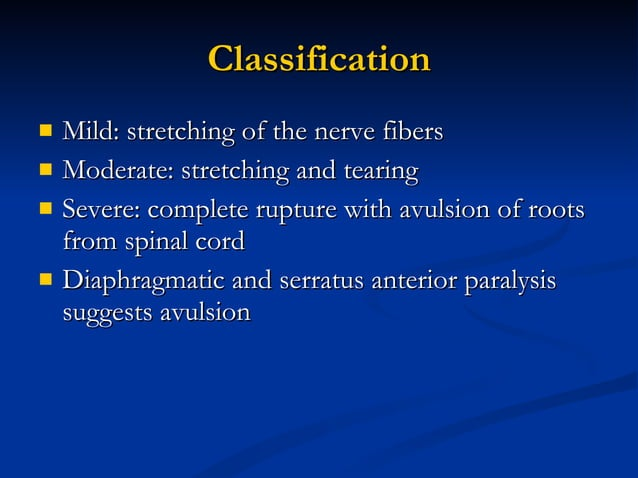 Classification
Mild: stretching of the nerve fibers
Moderate: stretching and tearing
Severe: complete rupture with avulsion of roots
from spinal cord
Diaphragmatic and serratus anterior paralysis
suggests avulsion